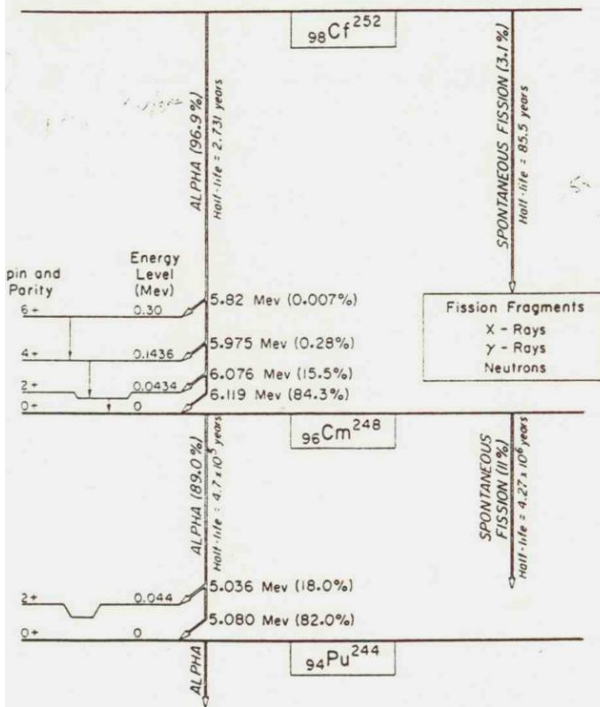 98Cf252
ALPHA (96.9%)
Half-life = 2.731 years
SPONTANEOUS FISSION (3.1%)
Half-life = 85.5 years
pin and
Parity
Energy
Level
(Mev)
6+ 0.30 5.82 Mev (0.007%)
4+ 0.1436 5.975 Mev (0.28%)
2+ 0.0434 6.076 Mev (15.5%)
0+ 0 6.119 Mev (84.3%)
Fission Fragments
X - Rays
γ - Rays
Neutrons
96Cm248
ALPHA (89.0%)
Half-life = 4.7 x 10⁵ years
SPONTANEOUS
FISSION (11%)
Half-life = 4.27 x 10⁶ years
2+ 0.044 5.036 Mev (18.0%)
0+ 0 5.080 Mev (82.0%)
94Pu244
ALPHA